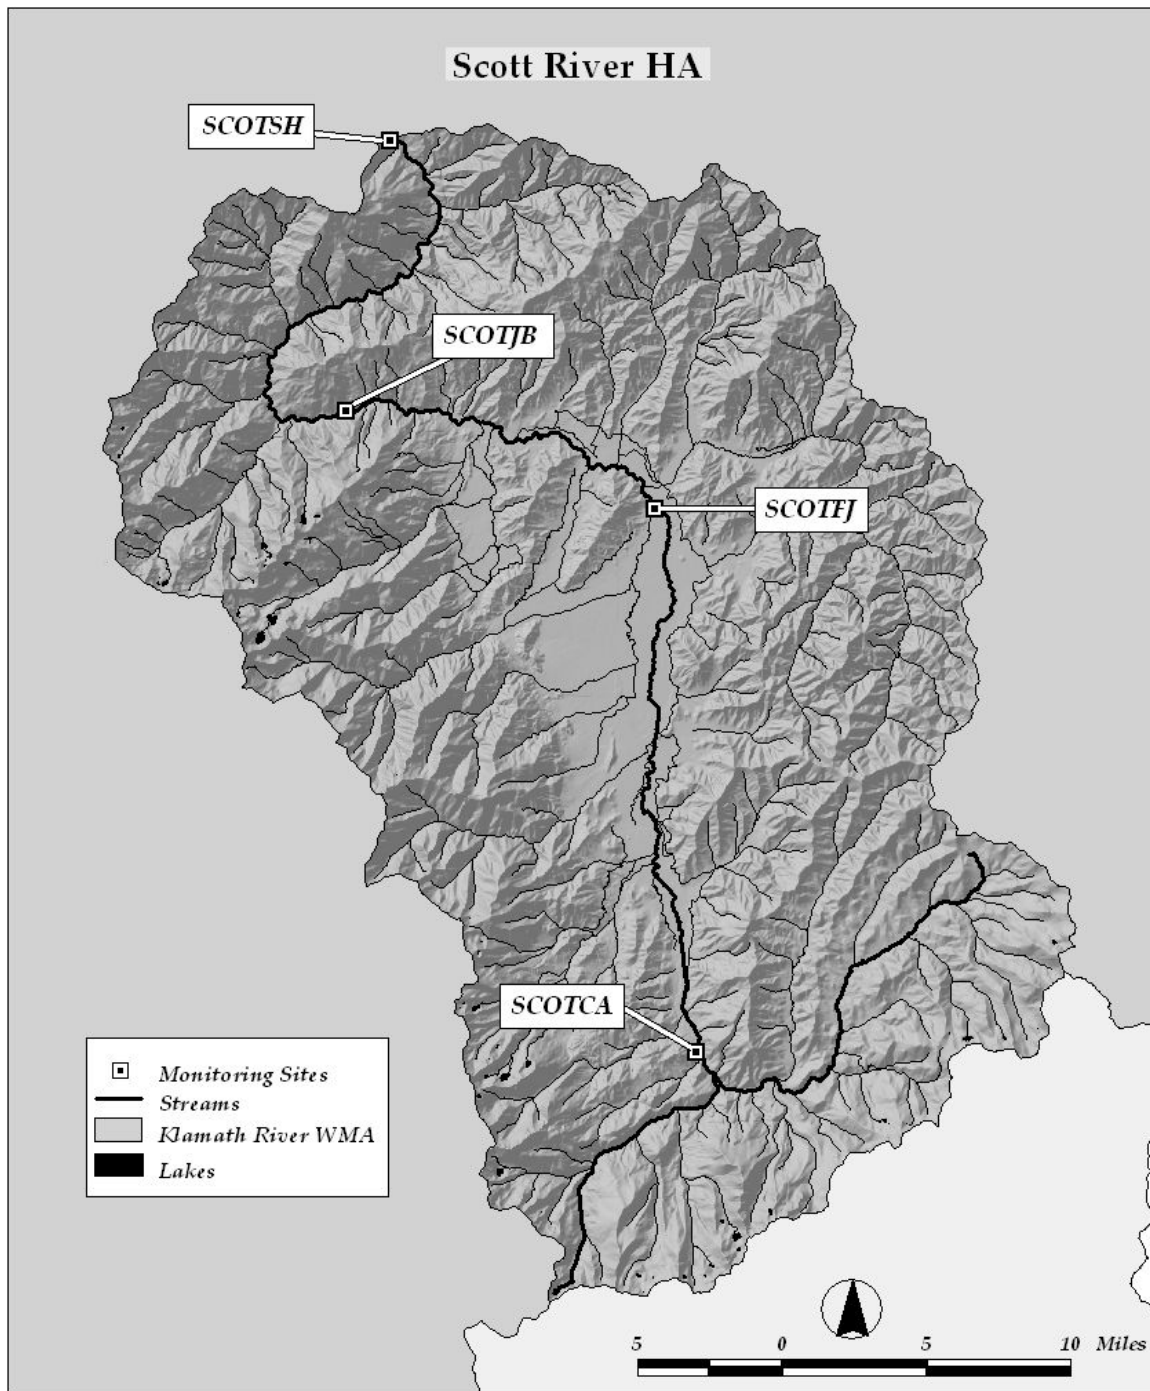 Scott River HA
SCOTSH
SCOTJB
SCOTFJ
SCOTCA
Monitoring Sites
Streams
Klamath River WMA
Lakes
5 0 5 10 Miles